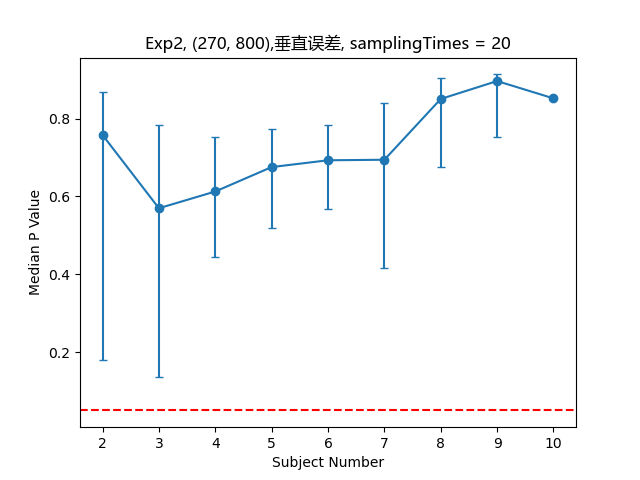 Exp2, (270, 800),垂直误差, samplingTimes = 20
Median P Value
0.8
0.6
0.4
0.2
2 3 4 5 6 7 8 9 10
Subject Number